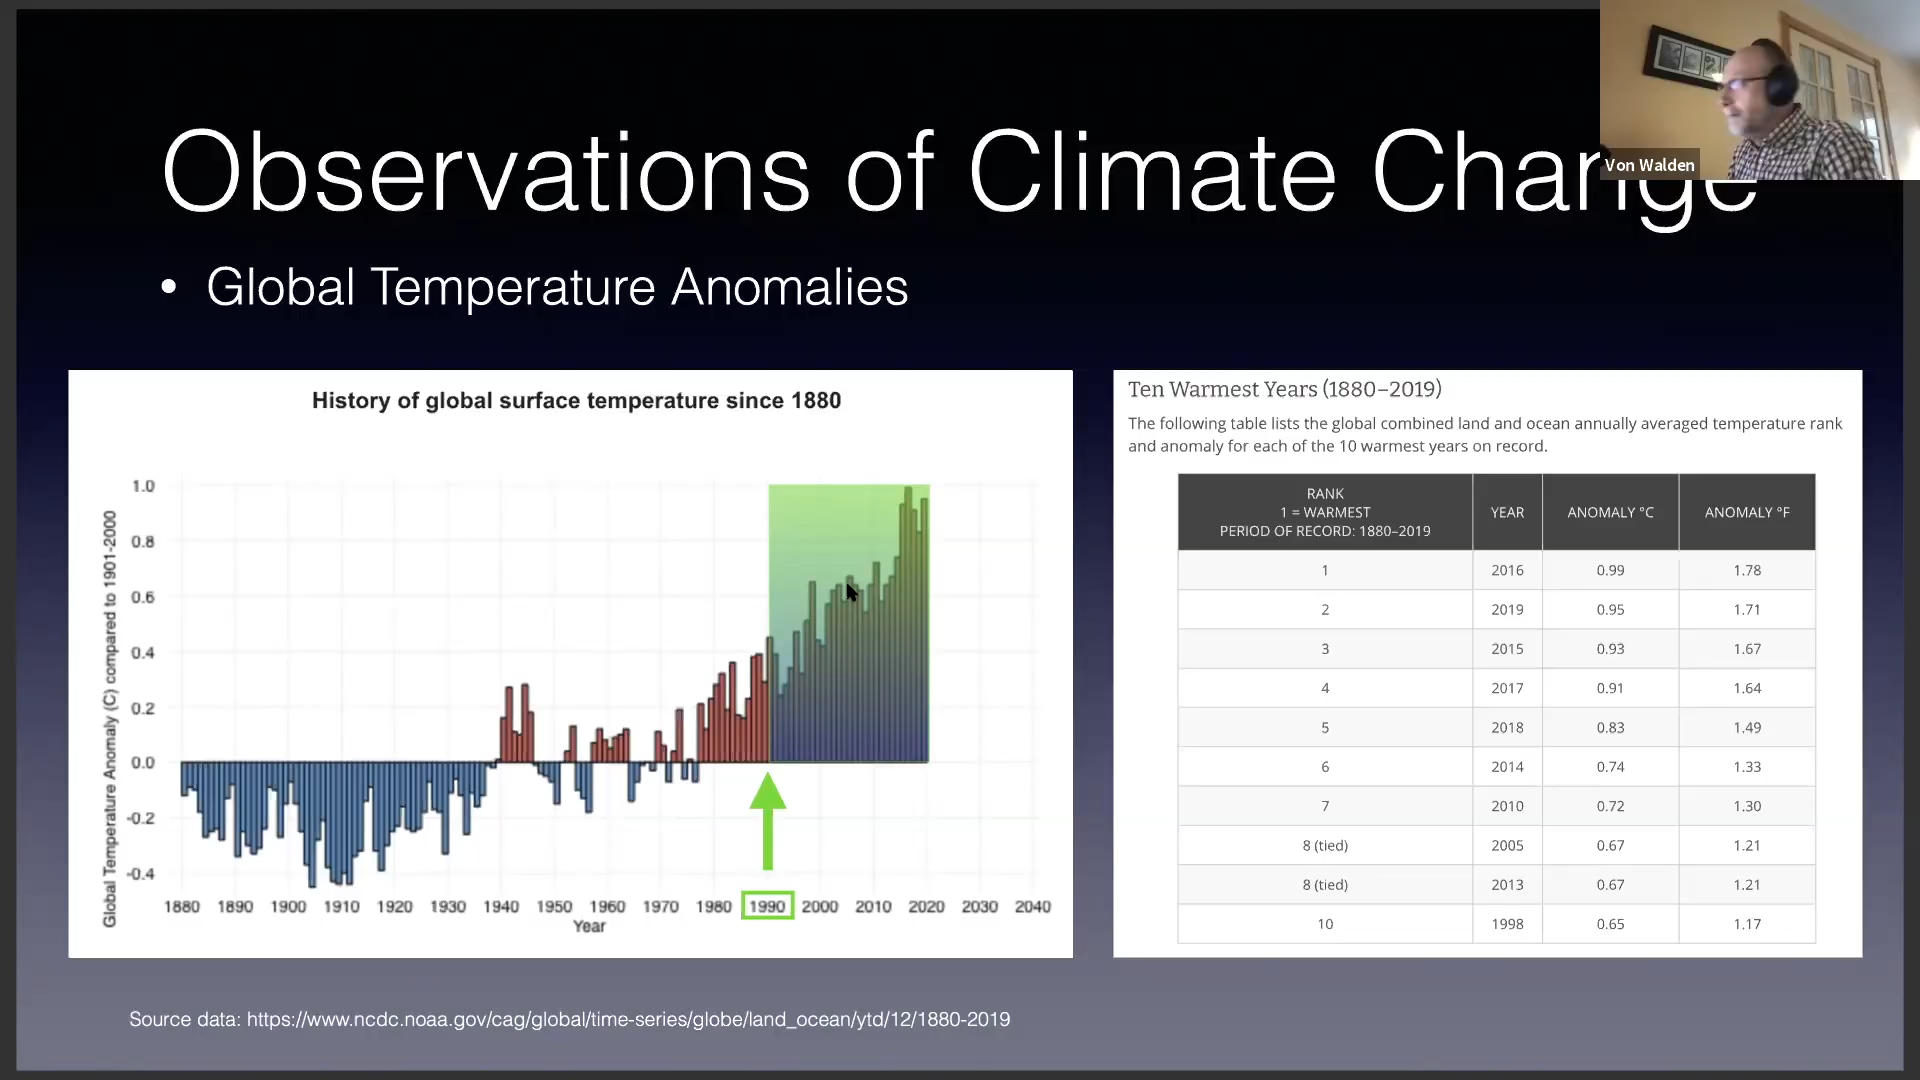 Observations of Climate Change
Von Walden
• Global Temperature Anomalies
History of global surface temperature since 1880
Global Temperature Anomaly (C) compared to 1901-2000
1.0
0.8
0.6
0.4
0.2
0.0
-0.2
-0.4
1880 1890 1900 1910 1920 1930 1940 1950 1960 1970 1980 1990 2000 2010 2020 2030 2040
Year
Ten Warmest Years (1880–2019)
The following table lists the global combined land and ocean annually averaged temperature rank
and anomaly for each of the 10 warmest years on record.
RANK
1 = WARMEST
PERIOD OF RECORD: 1880–2019
YEAR
ANOMALY °C
ANOMALY °F
1 2016 0.99 1.78
2 2019 0.95 1.71
3 2015 0.93 1.67
4 2017 0.91 1.64
5 2018 0.83 1.49
6 2014 0.74 1.33
7 2010 0.72 1.30
8 (tied) 2005 0.67 1.21
8 (tied) 2013 0.67 1.21
10 1998 0.65 1.17
Source data: https://www.ncdc.noaa.gov/cag/global/time-series/globe/land_ocean/ytd/12/1880-2019